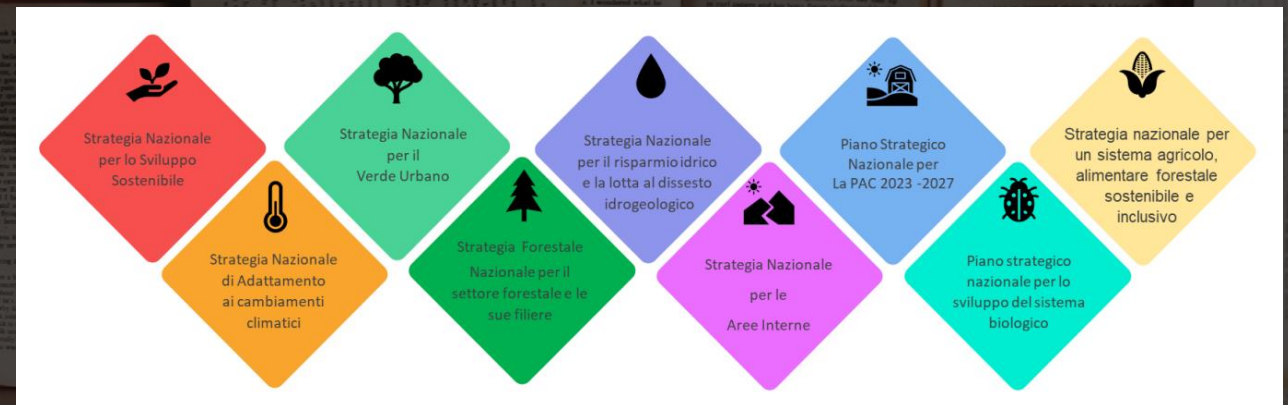 Strategia Nazionale
per lo Sviluppo
Sostenibile
Strategia Nazionale
di Adattamento
ai cambiamenti
climatici
Strategia Nazionale
per il
Verde Urbano
Strategia Forestale
Nazionale per il
settore forestale e le
sue filiere
Strategia Nazionale
per il risparmio idrico
e la lotta al dissesto
idrogeologico
Strategia Nazionale
per le
Aree Interne
Piano Strategico
Nazionale per
La PAC 2023 -2027
Piano strategico
nazionale per lo
sviluppo del sistema
biologico
Strategia nazionale per
un sistema agricolo,
alimentare forestale
sostenibile e
inclusivo